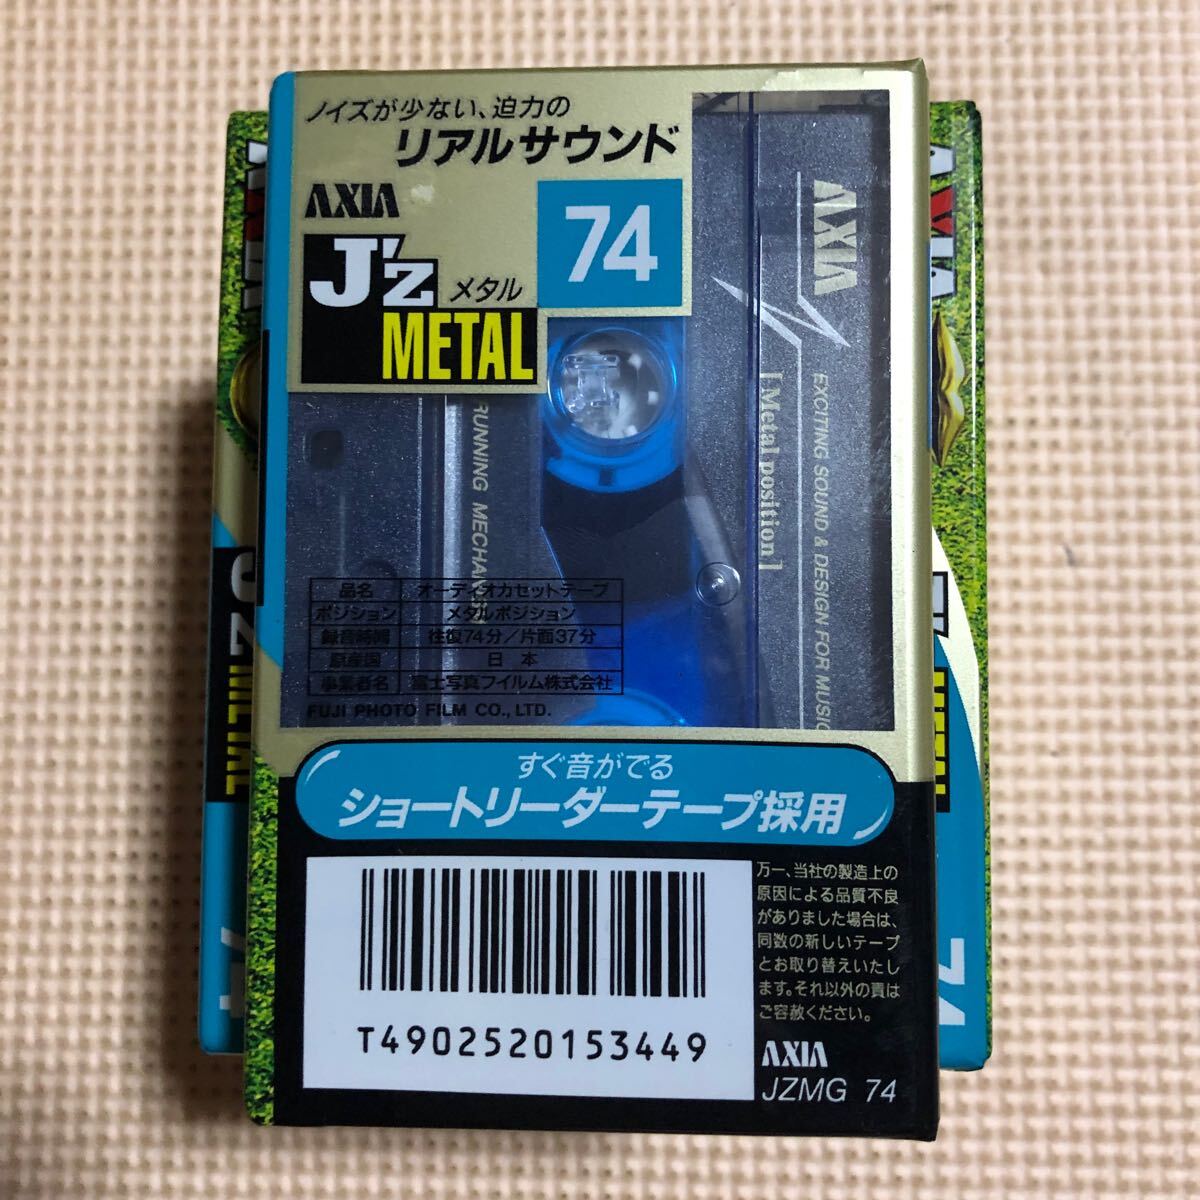 ノイズが少ない、迫力の
リアルサウンド
AXIA
74
J'z メタル
METAL
AXIA
[Metal position]
EXCITING SOUND & DESIGN FOR MUSIC
RUNNING MECHANI
品名 オーディオカセットテープ
ポジション メタルポジション
録音時間 往復74分/片面37分
原産国 日本
事業者名 富士写真フイルム株式会社
FUJI PHOTO FILM CO., LTD.
すぐ音がでる
ショートリーダーテープ採用
T4902520153449
万一、当社の製造上の
原因による品質不良
がありました場合は、
同数の新しいテープ
とお取り替えいたし
ます。それ以外の責は
ご容赦ください。
AXIA
JZMG 74
AXIA
J'z METAL
74
AXIA
METAL
74